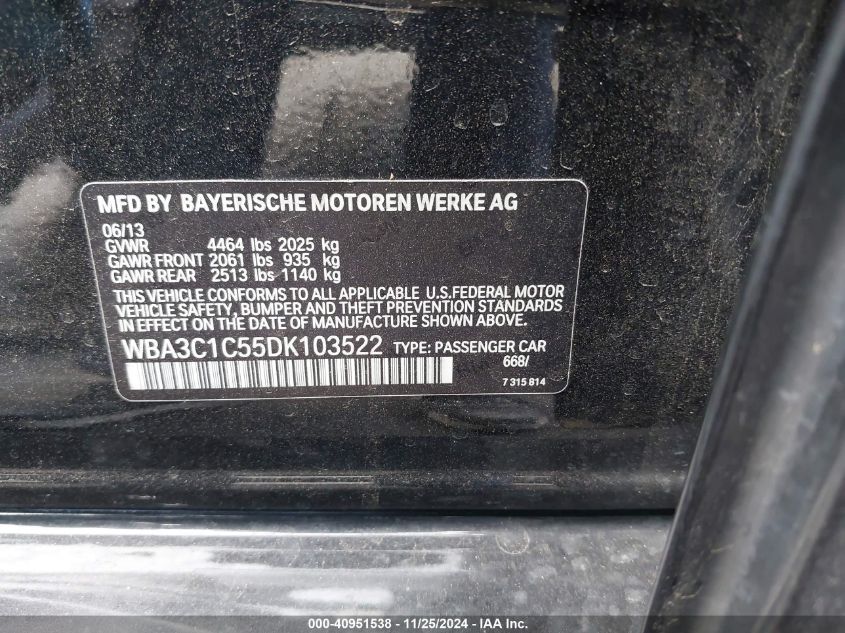 MFD BY BAYERISCHE MOTOREN WERKE AG
06/13
GVWR 4464 lbs 2025 kg
GAWR FRONT 2061 lbs 935 kg
GAWR REAR 2513 lbs 1140 kg
THIS VEHICLE CONFORMS TO ALL APPLICABLE U.S.FEDERAL MOTOR
VEHICLE SAFETY, BUMPER AND THEFT PREVENTION STANDARDS
IN EFFECT ON THE DATE OF MANUFACTURE SHOWN ABOVE.
WBA3C1C55DK103522 TYPE: PASSENGER CAR
668/
7 315 814
000-40951538 - 11/25/2024 - IAA Inc.